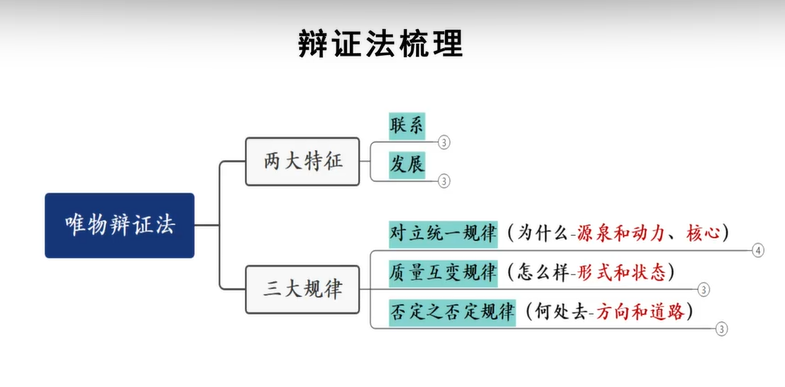 辩证法梳理
联系
③
两大特征
发展
③
唯物辩证法
对立统一规律（为什么-源泉和动力、核心）
④
三大规律
质量互变规律（怎么样-形式和状态）
③
否定之否定规律（何处去-方向和道路）
③